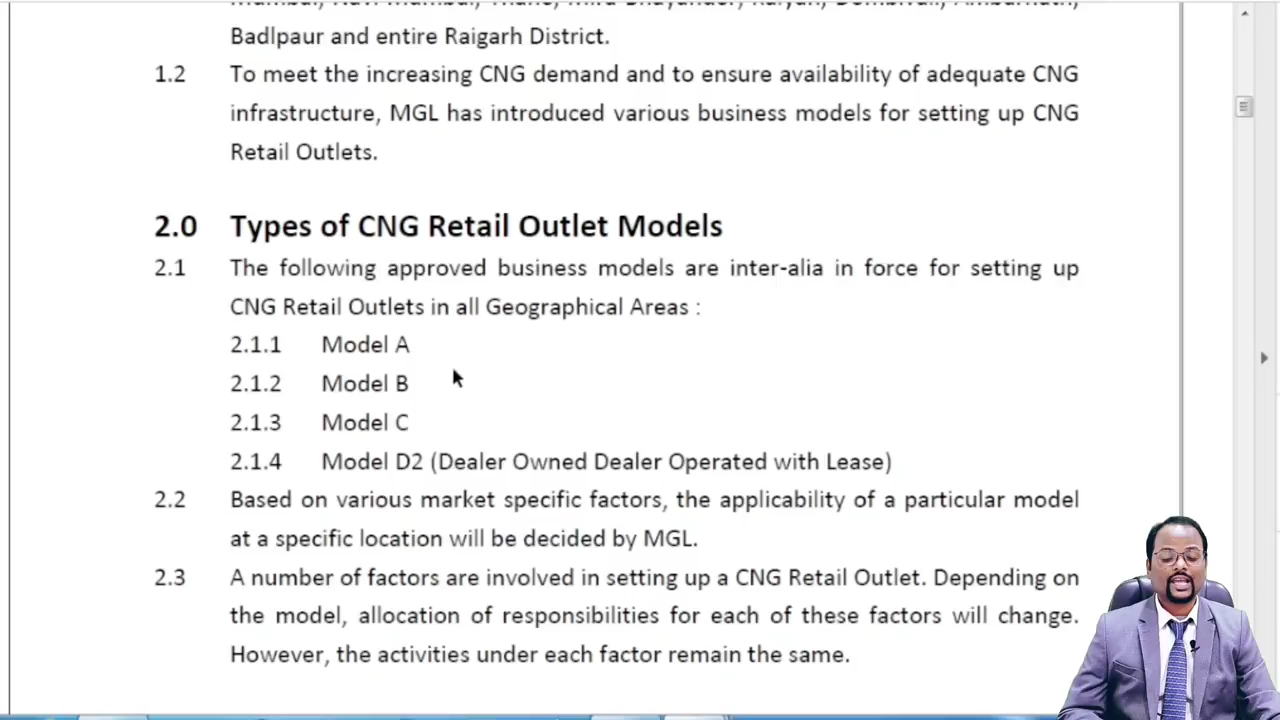 Badlpaur and entire Raigarh District.
1.2 To meet the increasing CNG demand and to ensure availability of adequate CNG
infrastructure, MGL has introduced various business models for setting up CNG
Retail Outlets.
2.0 Types of CNG Retail Outlet Models
2.1 The following approved business models are inter-alia in force for setting up
CNG Retail Outlets in all Geographical Areas :
2.1.1 Model A
2.1.2 Model B
2.1.3 Model C
2.1.4 Model D2 (Dealer Owned Dealer Operated with Lease)
2.2 Based on various market specific factors, the applicability of a particular model
at a specific location will be decided by MGL.
2.3 A number of factors are involved in setting up a CNG Retail Outlet. Depending on
the model, allocation of responsibilities for each of these factors will change.
However, the activities under each factor remain the same.